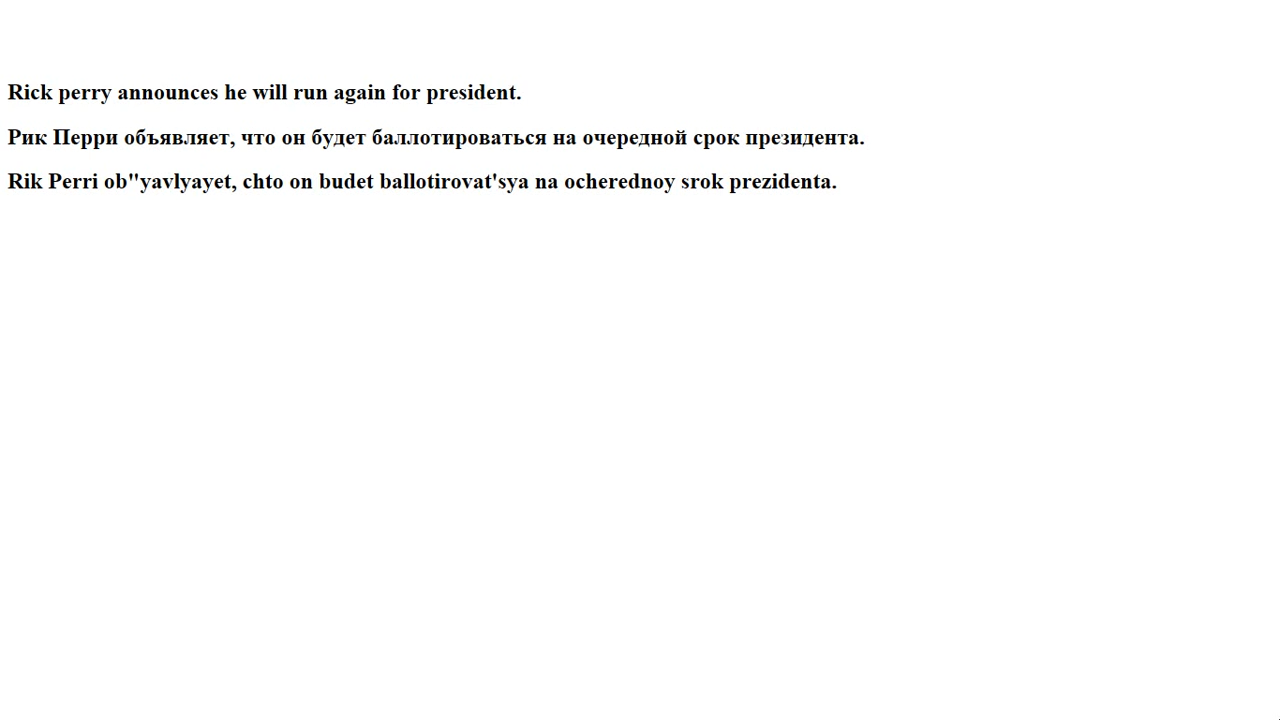 Rick perry announces he will run again for president.
Рик Перри объявляет, что он будет баллотироваться на очередной срок президента.
Rik Perri ob"yavlyayet, chto on budet ballotirovat'sya na ocherednoy srok prezidenta.